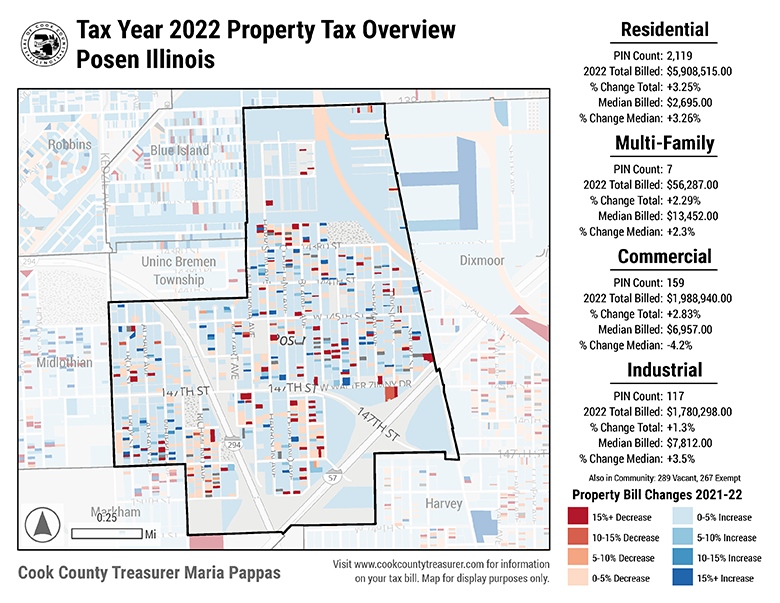 Tax Year 2022 Property Tax Overview
Posen Illinois
Residential
PIN Count: 2,119
2022 Total Billed: $5,908,515.00
% Change Total: +3.25%
Median Billed: $2,695.00
% Change Median: +3.26%
Multi-Family
PIN Count: 7
2022 Total Billed: $56,287.00
% Change Total: +2.29%
Median Billed: $13,452.00
% Change Median: +2.3%
Commercial
PIN Count: 159
2022 Total Billed: $1,988,940.00
% Change Total: +2.83%
Median Billed: $6,957.00
% Change Median: -4.2%
Industrial
PIN Count: 117
2022 Total Billed: $1,780,298.00
% Change Total: +1.3%
Median Billed: $7,812.00
% Change Median: +3.5%
Also in Community: 289 Vacant, 267 Exempt
Property Bill Changes 2021-22
15%+ Decrease
10-15% Decrease
5-10% Decrease
0-5% Decrease
0-5% Increase
5-10% Increase
10-15% Increase
15%+ Increase
Robbins
Blue Island
Uninc Bremen
Township
Dixmoor
294
Midlothian
147TH ST
W WALTER ZIMNY DR
147TH ST
294
57
Markham
Harvey
0.25
Mi
Cook County Treasurer Maria Pappas
Visit www.cookcountytreasurer.com for information
on your tax bill. Map for display purposes only.